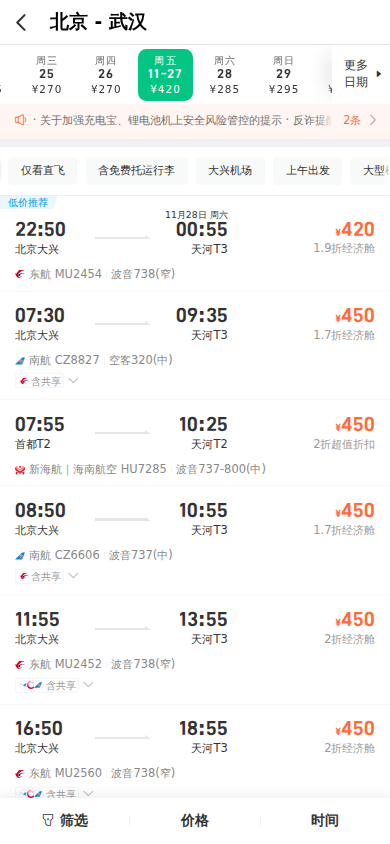 北京 - 武汉
周三 周四 周五 周六 周日 更多
25 26 11-27 28 29 日期
¥270 ¥270 ¥420 ¥285 ¥295
· 关于加强充电宝、锂电池机上安全风险管控的提示 · 反诈提 2条
仅看直飞 含免费托运行李 大兴机场 上午出发 大型
低价推荐
11月28日 周六
22:50 00:55 ¥420
北京大兴 天河T3 1.9折经济舱
东航 MU2454 波音738(窄)
07:30 09:35 ¥450
北京大兴 天河T3 1.7折经济舱
南航 CZ8827 空客320(中)
含共享
07:55 10:25 ¥450
首都T2 天河T2 2折超值折扣
新海航｜海南航空 HU7285 波音737-800(中)
08:50 10:55 ¥450
北京大兴 天河T3 1.7折经济舱
南航 CZ6606 波音737(中)
含共享
11:55 13:55 ¥450
北京大兴 天河T3 2折经济舱
东航 MU2452 波音738(窄)
含共享
16:50 18:55 ¥450
北京大兴 天河T3 2折经济舱
东航 MU2560 波音738(窄)
含共享
筛选 价格 时间